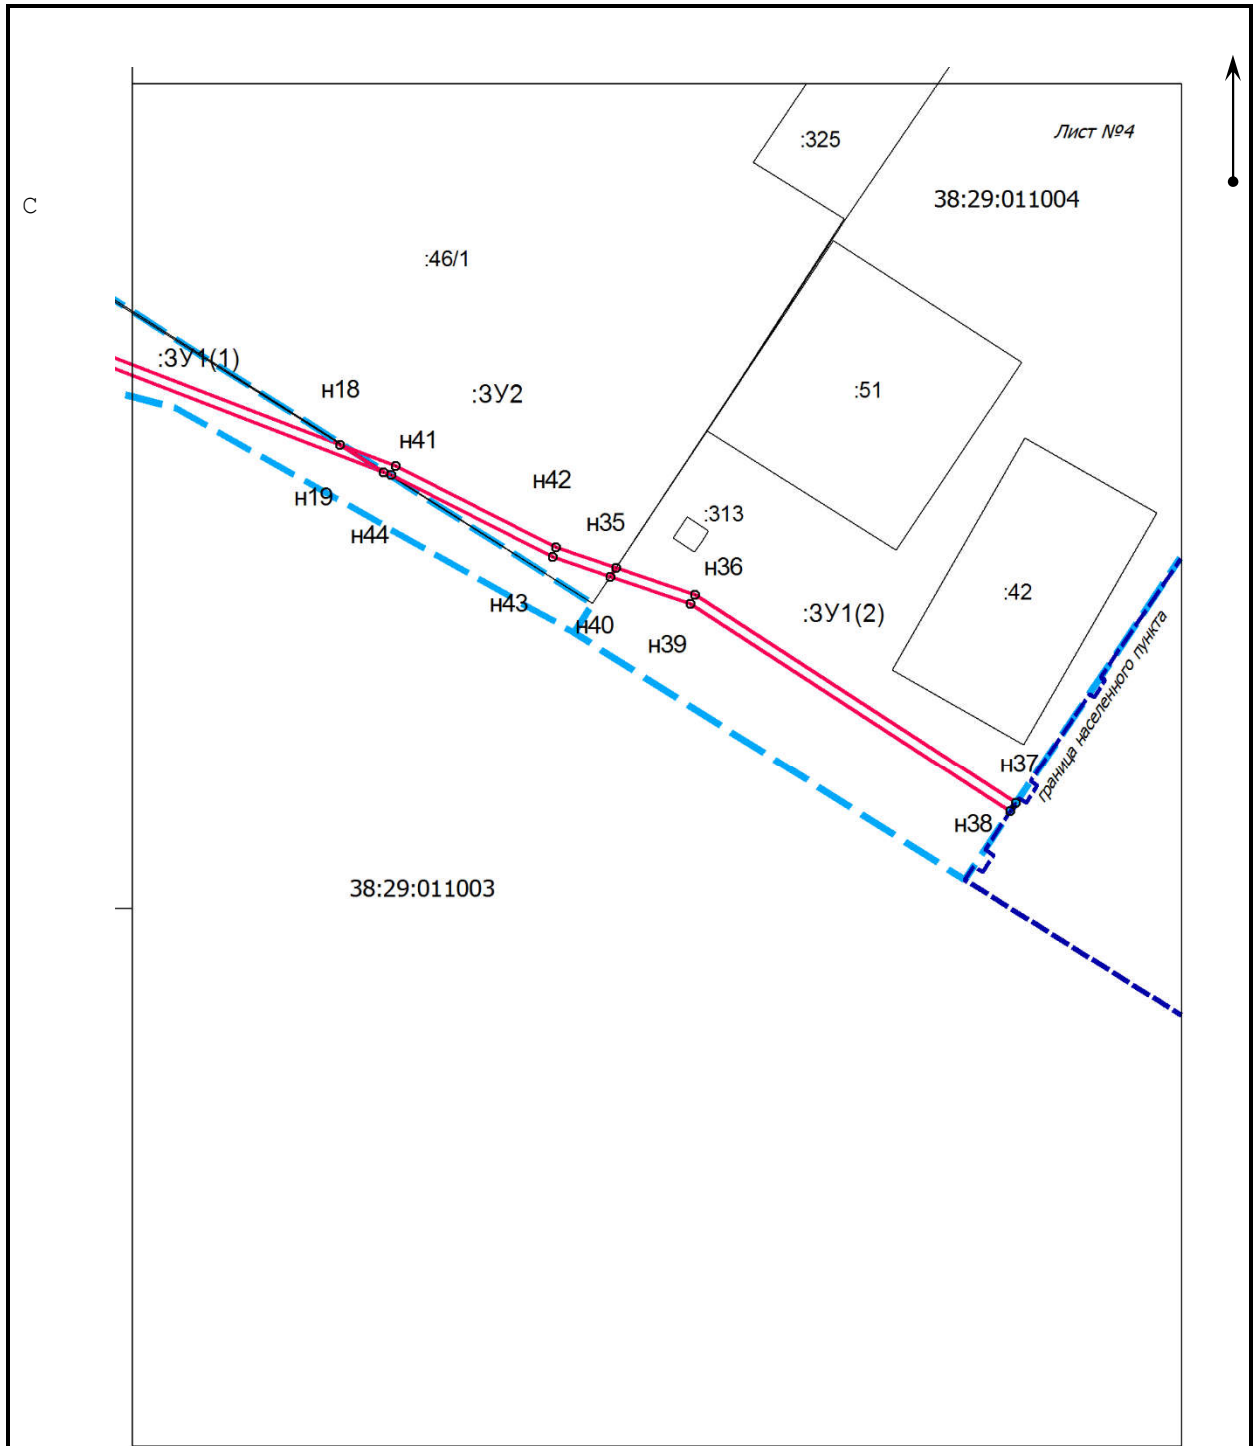 Лист №4
:325
38:29:011004
С
:46/1
:ЗУ1(1)
н18
:ЗУ2
:51
н41
н42
н19
:313
н35
н44
н36
:42
н43
:ЗУ1(2)
н40
н39
граница населенного пункта
н37
н38
38:29:011003